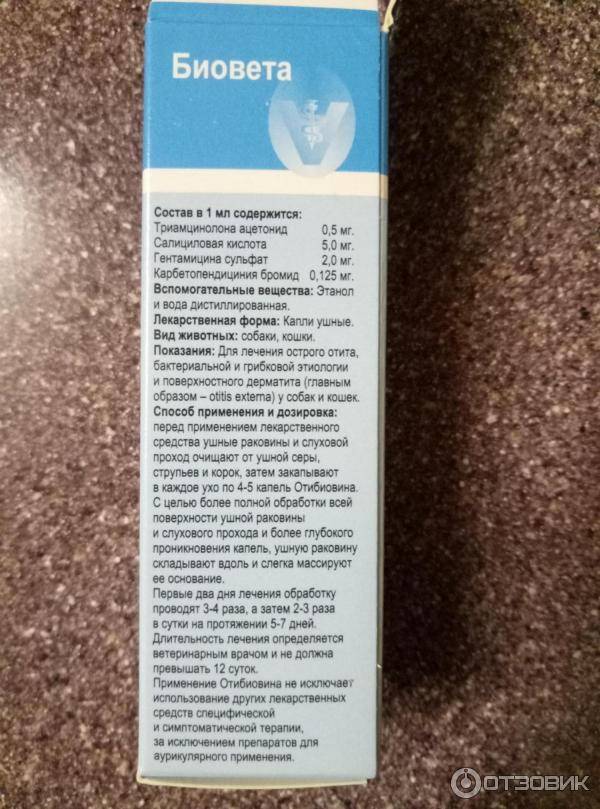 Биовета
V
Состав в 1 мл содержится:
Триамцинолона ацетонид 0,5 мг.
Салициловая кислота 5,0 мг.
Гентамицина сульфат 2,0 мг.
Карбетопендициния бромид 0,125 мг.
Вспомогательные вещества: Этанол
и вода дистиллированная.
Лекарственная форма: Капли ушные.
Вид животных: собаки, кошки.
Показания: Для лечения острого отита,
бактериальной и грибковой этиологии
и поверхностного дерматита (главным
образом – otitis externa) у собак и кошек.
Способ применения и дозировка:
перед применением лекарственного
средства ушные раковины и слуховой
проход очищают от ушной серы,
струпьев и корок, затем закапывают
в каждое ухо по 4-5 капель Отибиовина.
С целью более полной обработки всей
поверхности ушной раковины
и слухового прохода и более глубокого
проникновения капель, ушную раковину
складывают вдоль и слегка массируют
ее основание.
Первые два дня лечения обработку
проводят 3-4 раза, а затем 2-3 раза
в сутки на протяжении 5-7 дней.
Длительность лечения определяется
ветеринарным врачом и не должна
превышать 12 суток.
Применение Отибиовина не исключает
использование других лекарственных
средств специфической
и симптоматической терапии,
за исключением препаратов для
аурикулярного применения.
ОТЗОВИК